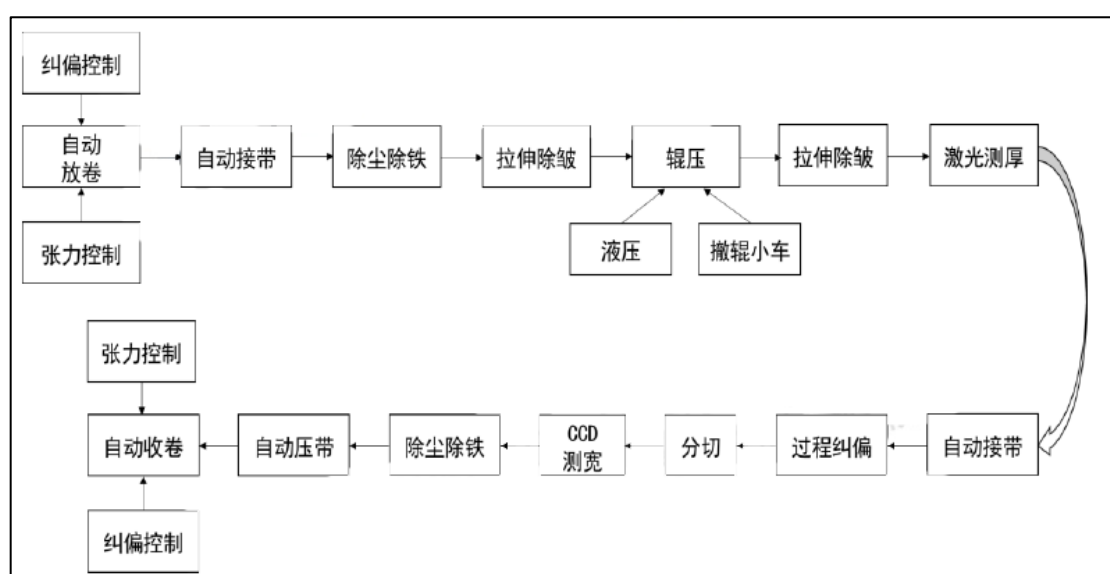 纠偏控制
自动
放卷
自动接带
除尘除铁
拉伸除皱
辊压
拉伸除皱
激光测厚
张力控制
液压
撤辊小车
张力控制
自动收卷
自动压带
除尘除铁
CCD
测宽
分切
过程纠偏
自动接带
纠偏控制